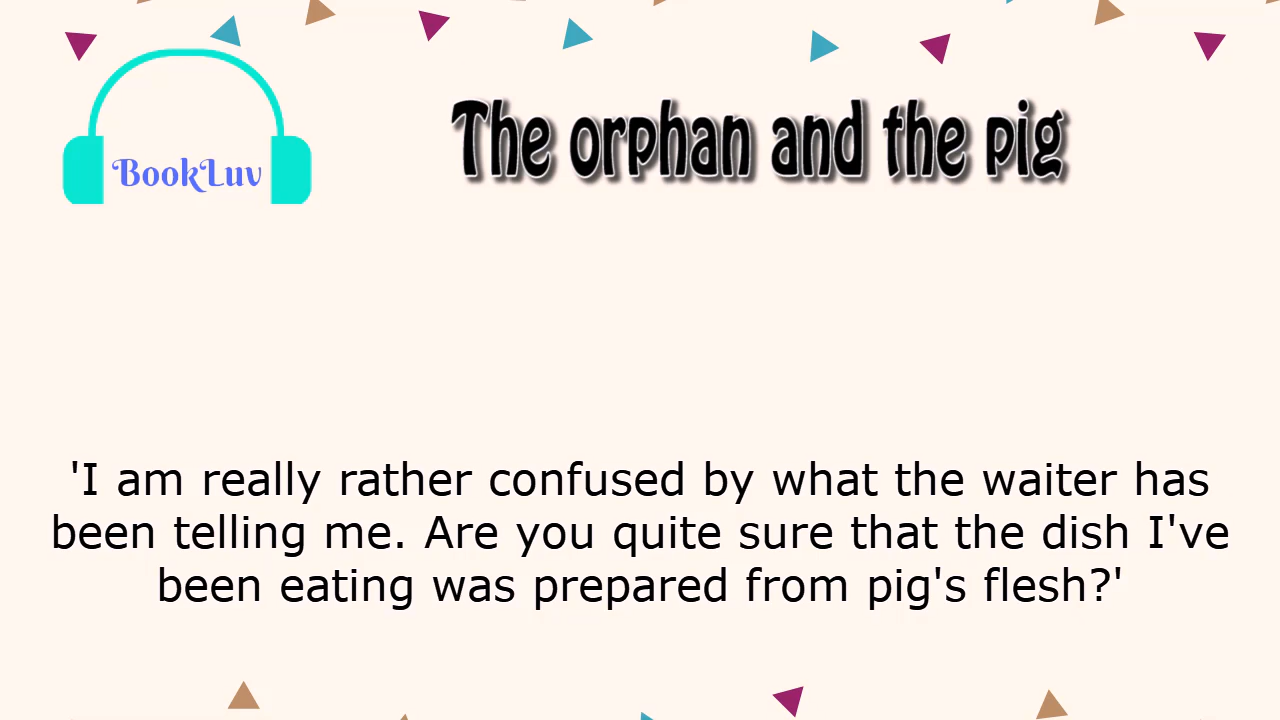 The orphan and the pig
BookLuv
'I am really rather confused by what the waiter has
been telling me. Are you quite sure that the dish I've
been eating was prepared from pig's flesh?'